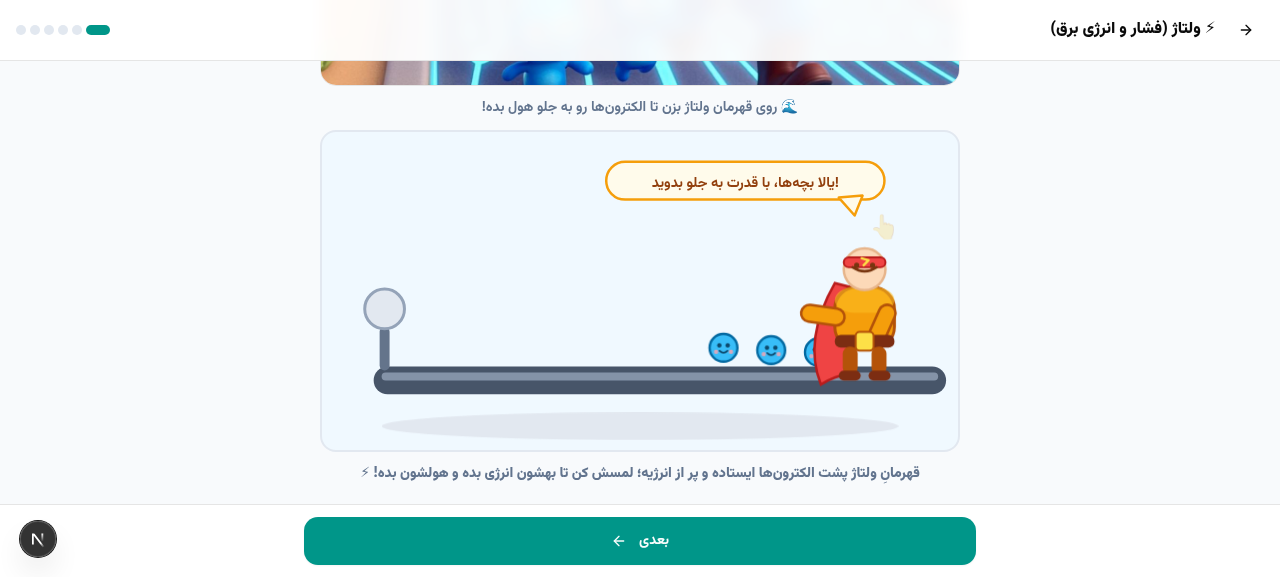 ⚡ ولتاژ (فشار و انرژی برق)
🌊 روی قهرمان ولتاژ بزن تا الکترون‌ها رو به جلو هول بده!
!یالا بچه‌ها، با قدرت به جلو بدوید
قهرمانِ ولتاژ پشت الکترون‌ها ایستاده و پر از انرژیه؛ لمسش کن تا بهشون انرژی بده و هولشون بده! ⚡
بعدی
N